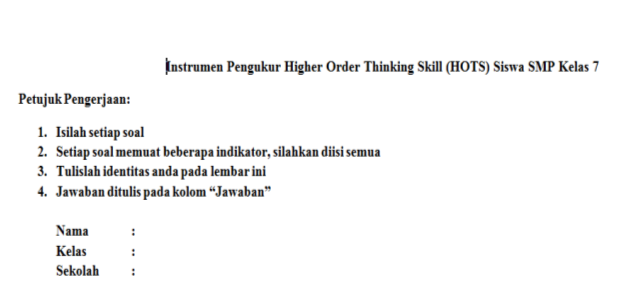 Instrumen Pengukur Higher Order Thinking Skill (HOTS) Siswa SMP Kelas 7
Petujuk Pengerjaan:
1. Isilah setiap soal
2. Setiap soal memuat beberapa indikator, silahkan diisi semua
3. Tulislah identitas anda pada lembar ini
4. Jawaban ditulis pada kolom “Jawaban”
Nama :
Kelas :
Sekolah :